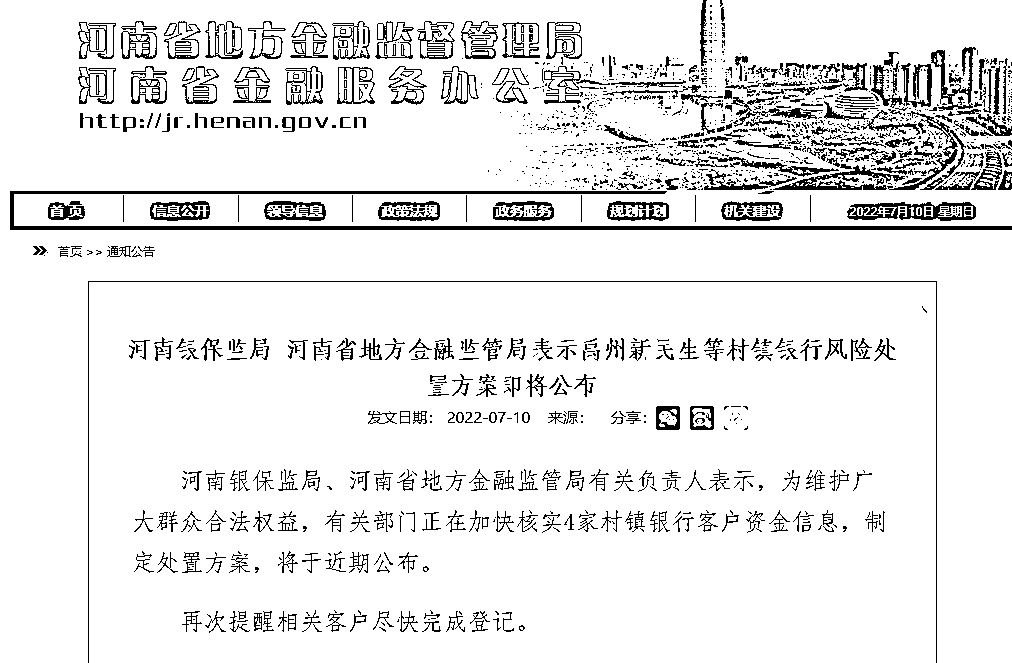 河南省地方金融监督管理局
河南省金融服务办公室
http://jr.henan.gov.cn
首 页 信息公开 领导信息 政策法规 政务服务 规划计划 机关建设 2022年7月10日 星期日
首页 >> 通知公告
河南银保监局 河南省地方金融监管局表示禹州新民生等村镇银行风险处
置方案即将公布
发文日期: 2022-07-10 来源: 分享:
河南银保监局、河南省地方金融监管局有关负责人表示，为维护广
大群众合法权益，有关部门正在加快核实4家村镇银行客户资金信息，制
定处置方案，将于近期公布。
再次提醒相关客户尽快完成登记。